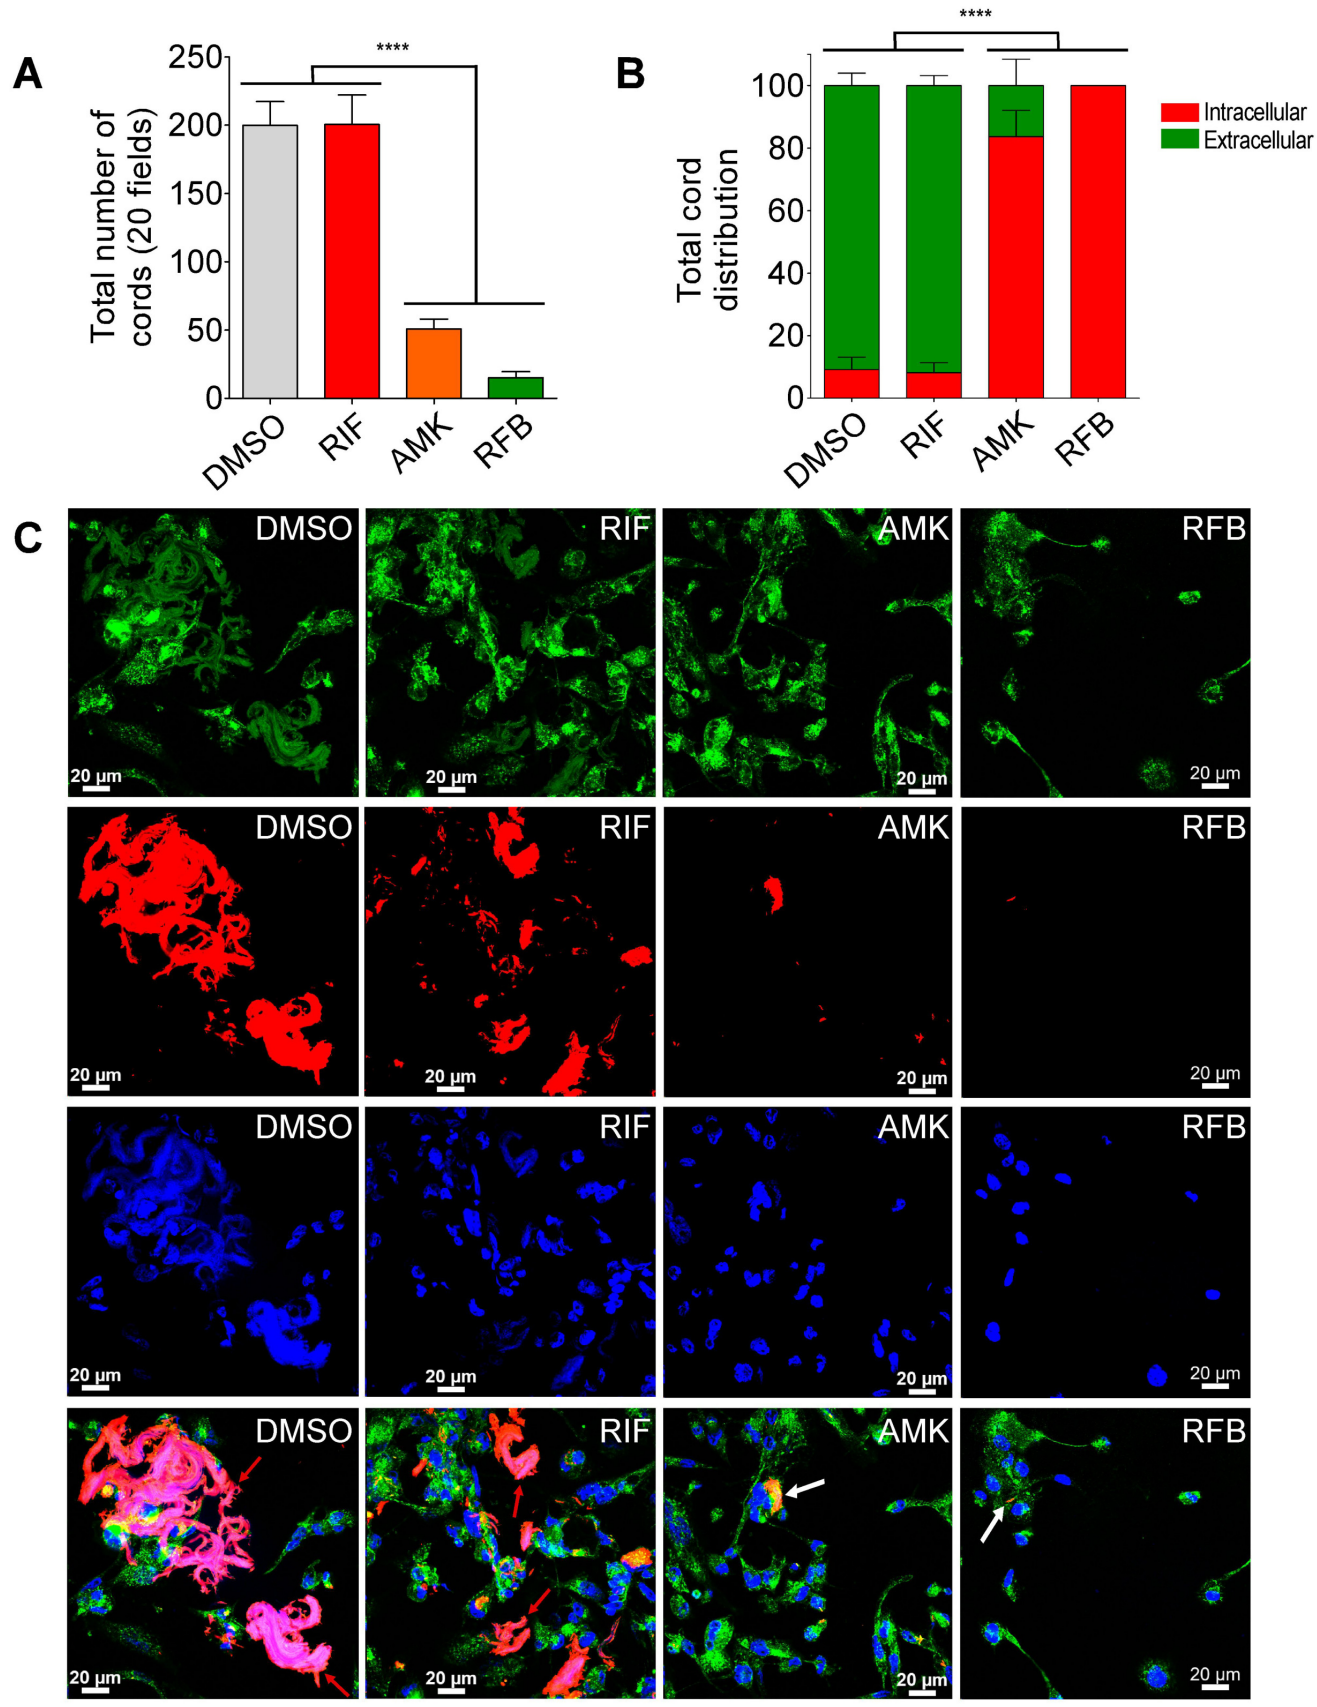 A
Total number of
cords (20 fields)
250
200
150
100
50
0
****
DMSO
RIF
AMK
RFB
B
Total cord
distribution
100
80
60
40
20
0
****
DMSO
RIF
AMK
RFB
Intracellular
Extracellular
C
DMSO
20 µm
RIF
20 µm
AMK
20 µm
RFB
20 µm
DMSO
20 µm
RIF
20 µm
AMK
20 µm
RFB
20 µm
DMSO
20 µm
RIF
20 µm
AMK
20 µm
RFB
20 µm
DMSO
20 µm
RIF
20 µm
AMK
20 µm
RFB
20 µm